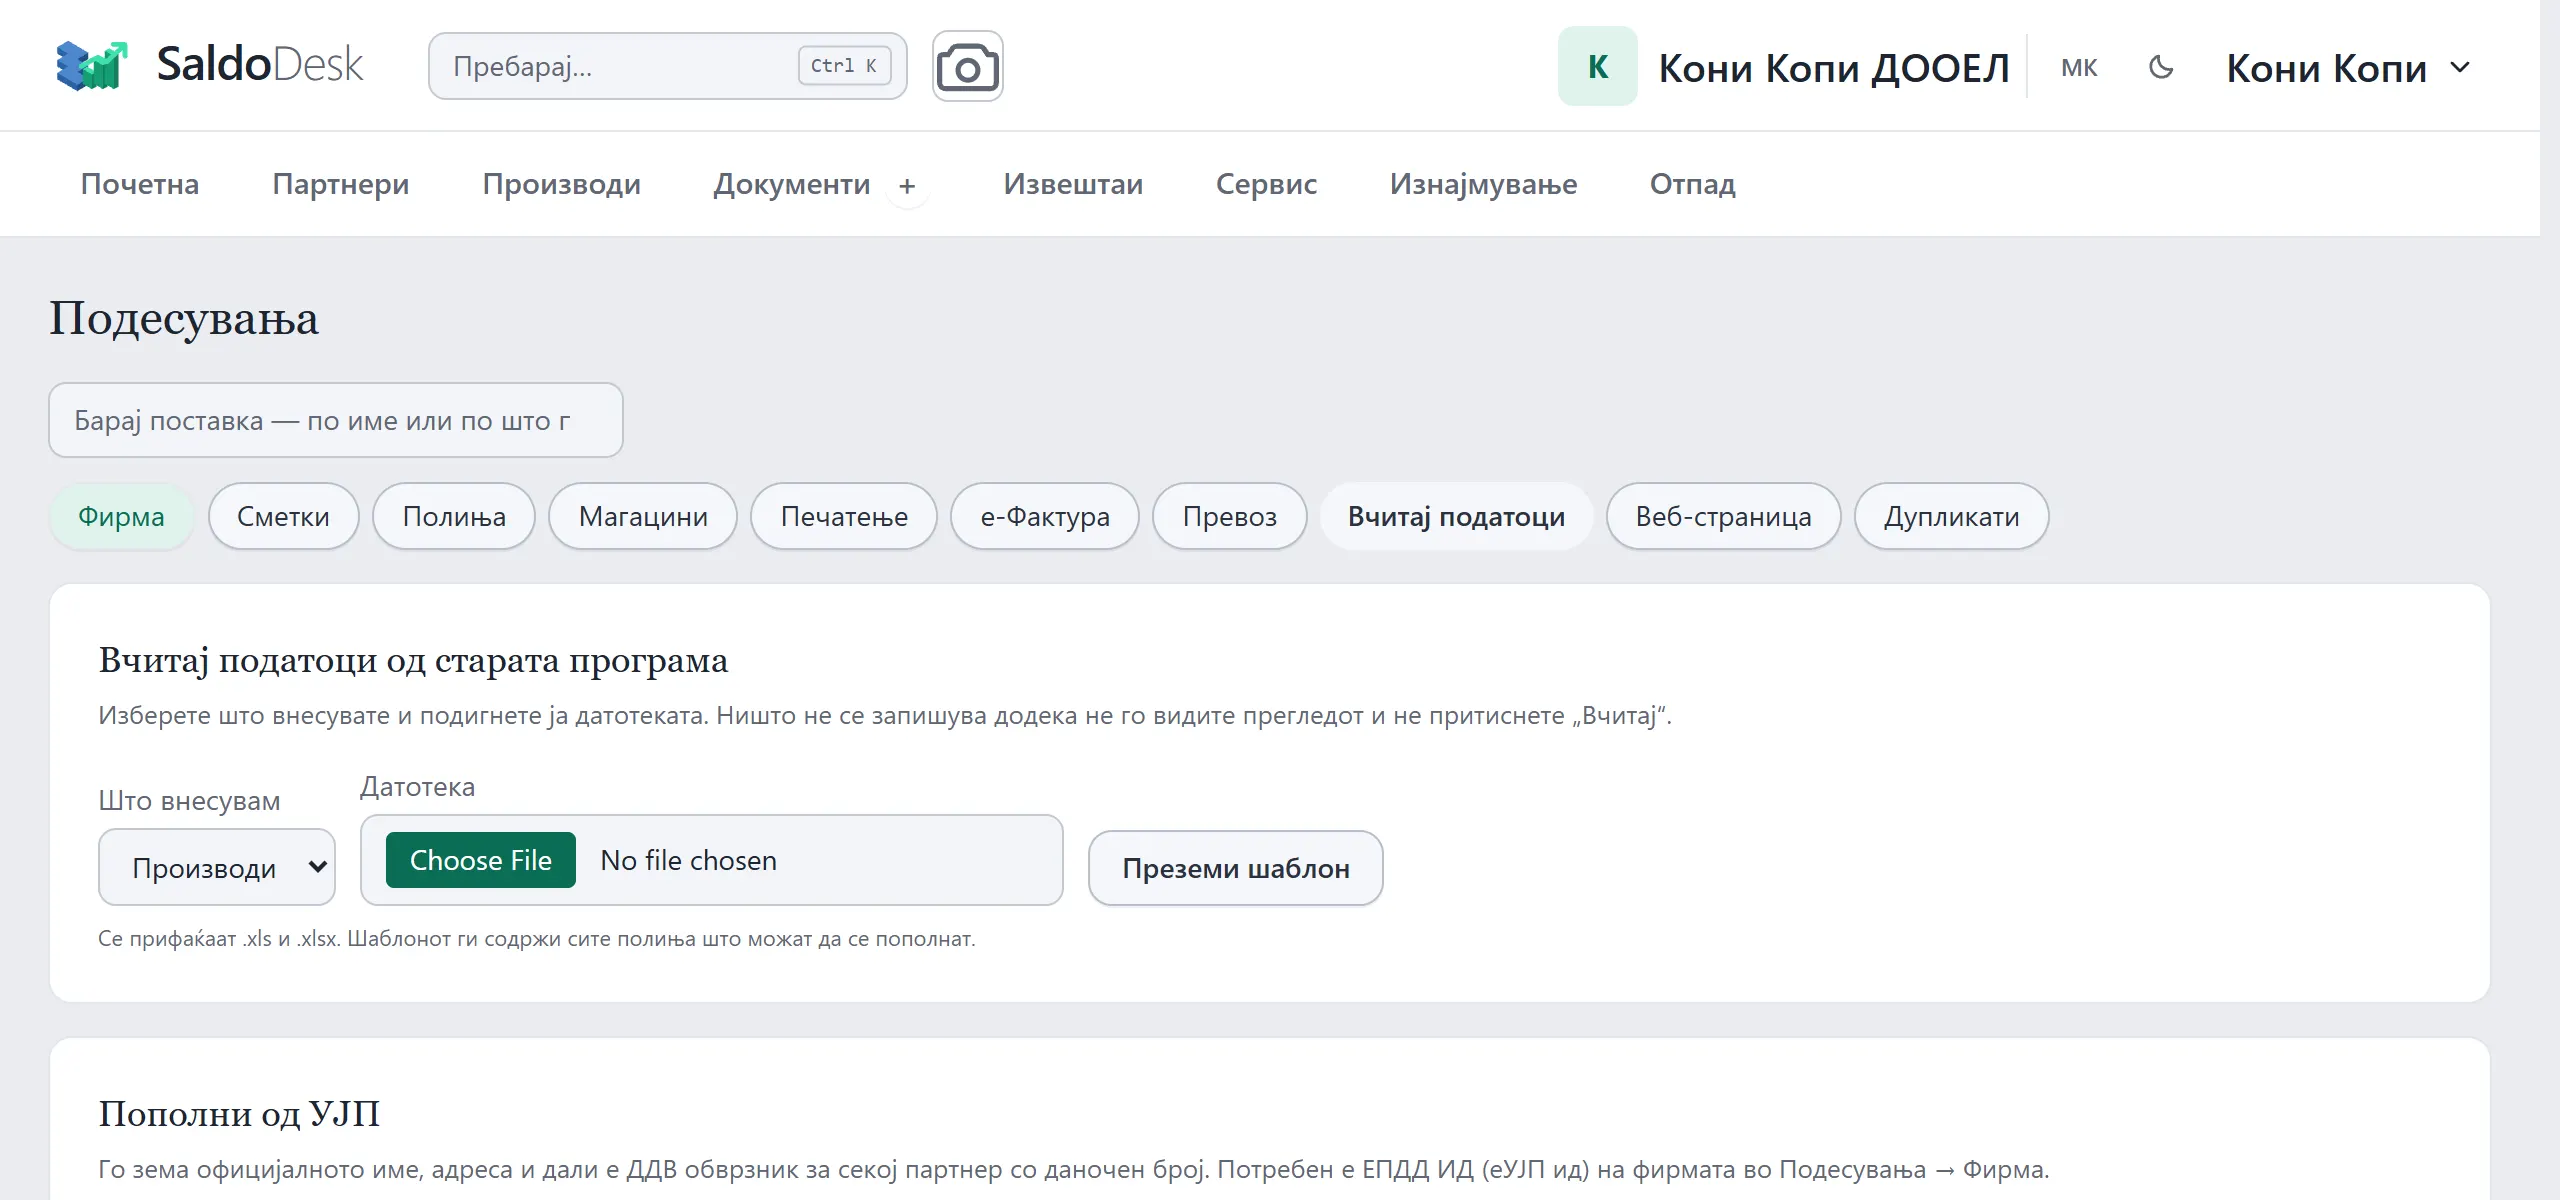 SaldoDesk
Пребарај...
Ctrl K
К
Кони Копи ДООЕЛ
МК
Кони Копи
Почетна
Партнери
Производи
Документи
+
Извештаи
Сервис
Изнајмување
Отпад
Подесувања
Барај поставка — по име или по што г
Фирма
Сметки
Полиња
Магацини
Печатење
е-Фактура
Превоз
Вчитај податоци
Веб-страница
Дупликати
Вчитај податоци од старата програма
Изберете што внесувате и подигнете ја датотеката. Ништо не се запишува додека не го видите прегледот и не притиснете „Вчитај“.
Што внесувам
Датотека
Производи
Choose File
No file chosen
Преземи шаблон
Се прифаќаат .xls и .xlsx. Шаблонот ги содржи сите полиња што можат да се пополнат.
Пополни од УЈП
Го зема официјалното име, адреса и дали е ДДВ обврзник за секој партнер со даночен број. Потребен е ЕПДД ИД (еУЈП ид) на фирмата во Подесувања → Фирма.